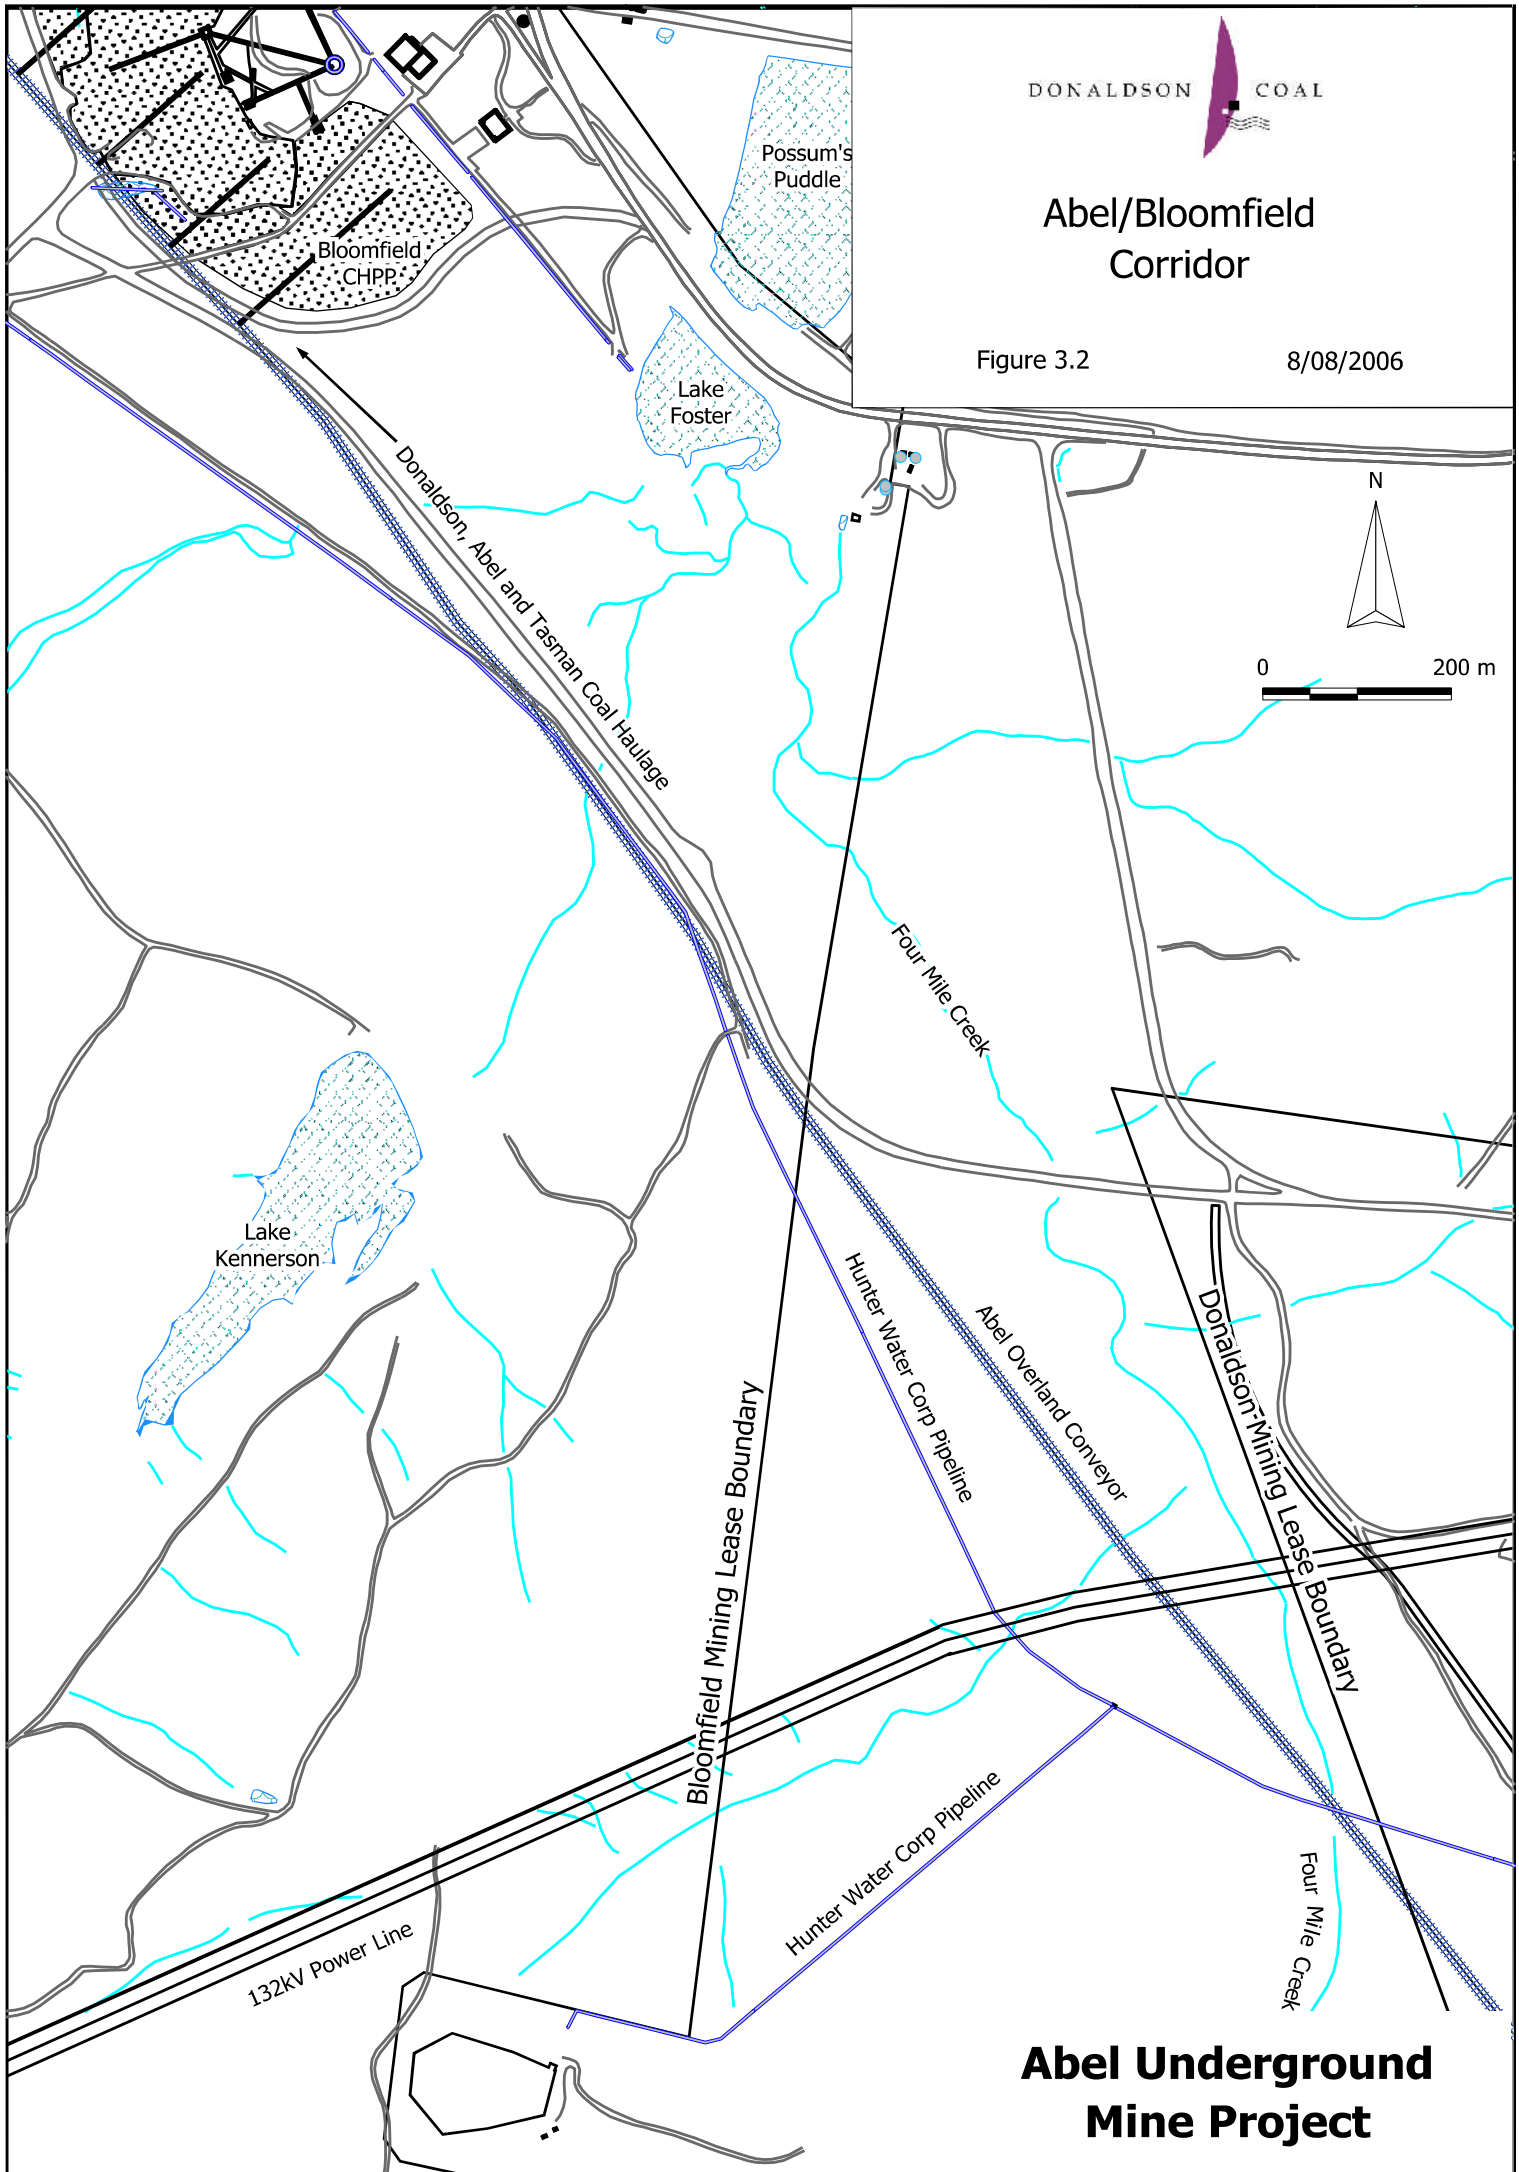 DONALDSON COAL
Abel/Bloomfield
Corridor
Figure 3.2 8/08/2006
Possum's
Puddle
Bloomfield
CHPP
Lake
Foster
Donaldson, Abel and Tasman Coal Haulage
N
0 200 m
Four Mile Creek
Lake
Kennerson
Hunter Water Corp Pipeline
Abel Overland Conveyor
Donaldson Mining Lease Boundary
Bloomfield Mining Lease Boundary
Hunter Water Corp Pipeline
Four Mile Creek
132kV Power Line
Abel Underground
Mine Project